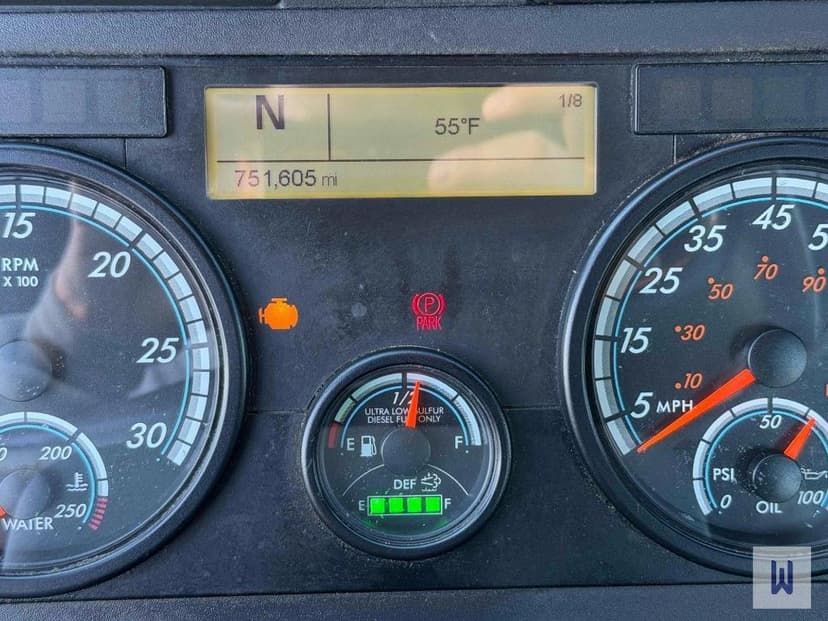 N
55°F
1/8
751,605 mi
15
20
25
30
RPM
X 100
200
250
WATER
P
PARK
1/2
ULTRA LOW SULFUR
DIESEL FUEL ONLY
E
F
DEF
E
F
5
15
25
35
45
MPH
10
30
50
70
90
50
PSI
0
100
OIL
W